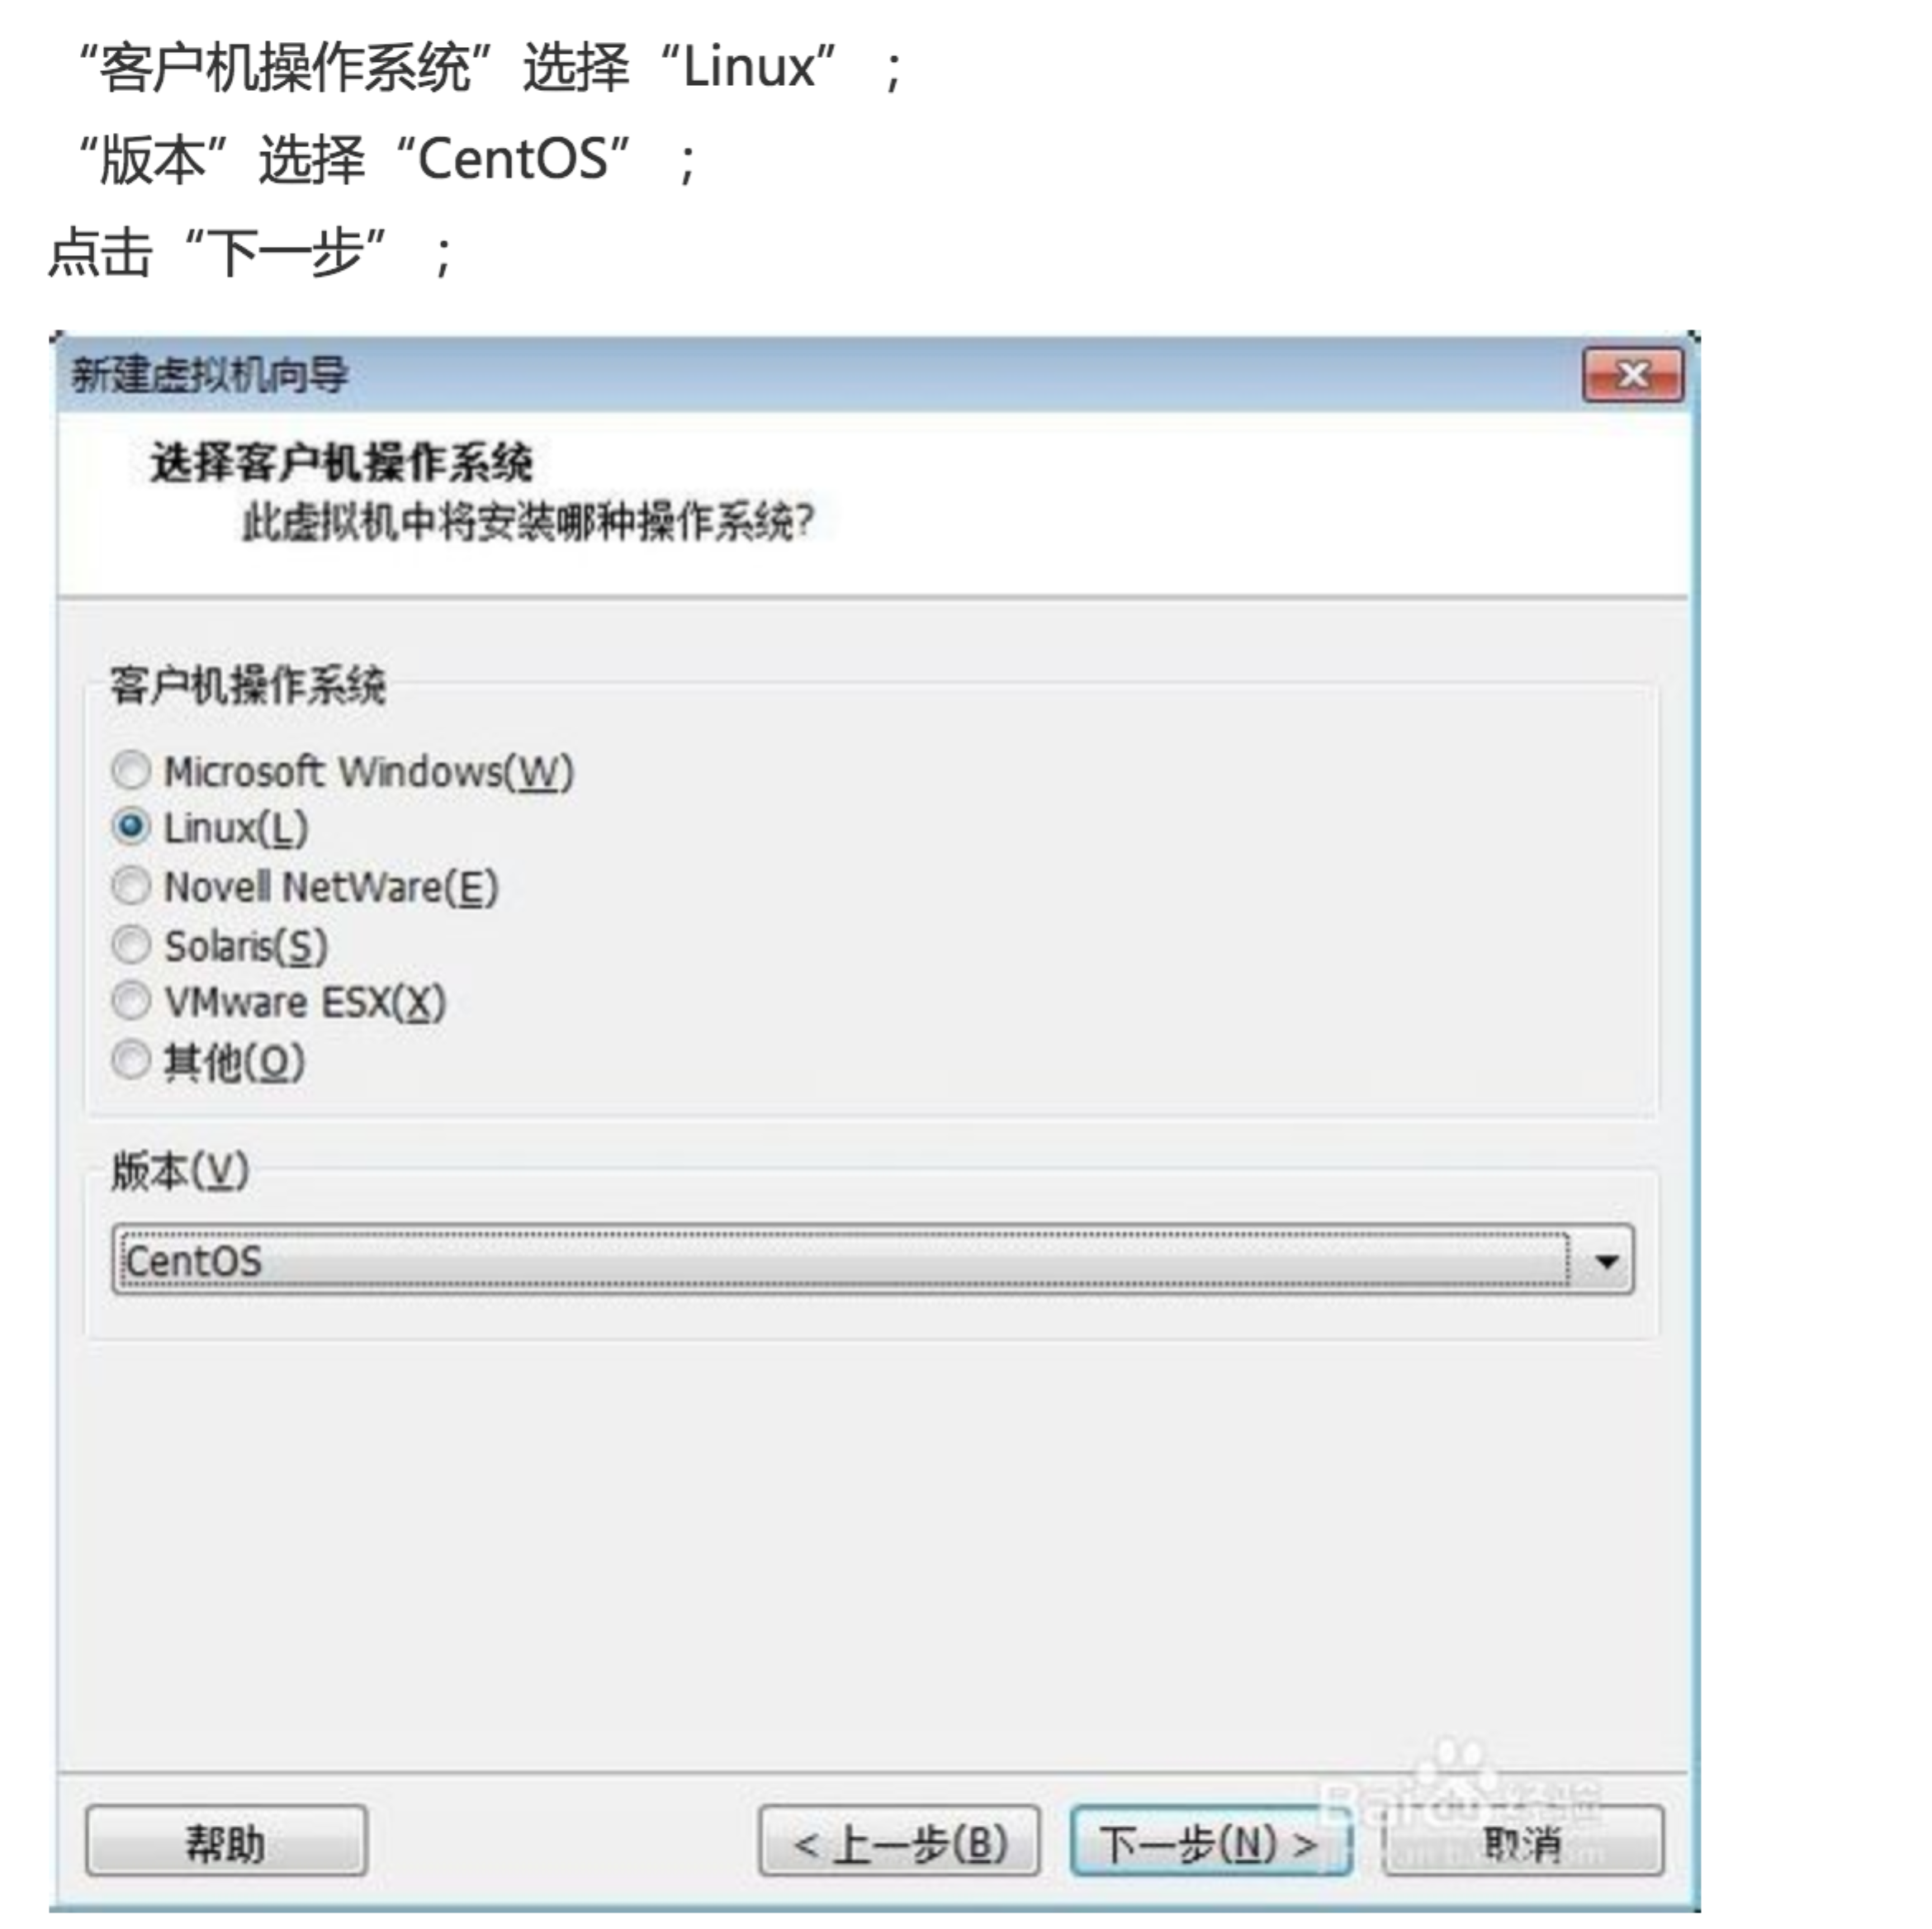 “客户机操作系统”选择“Linux”；
“版本”选择“CentOS”；
点击“下一步”；
新建虚拟机向导
选择客户机操作系统
此虚拟机中将安装哪种操作系统?
客户机操作系统
Microsoft Windows(W)
Linux(L)
Novell NetWare(E)
Solaris(S)
VMware ESX(X)
其他(O)
版本(V)
CentOS
Baidu 经验
帮助
< 上一步(B)
下一步(N) >
取消